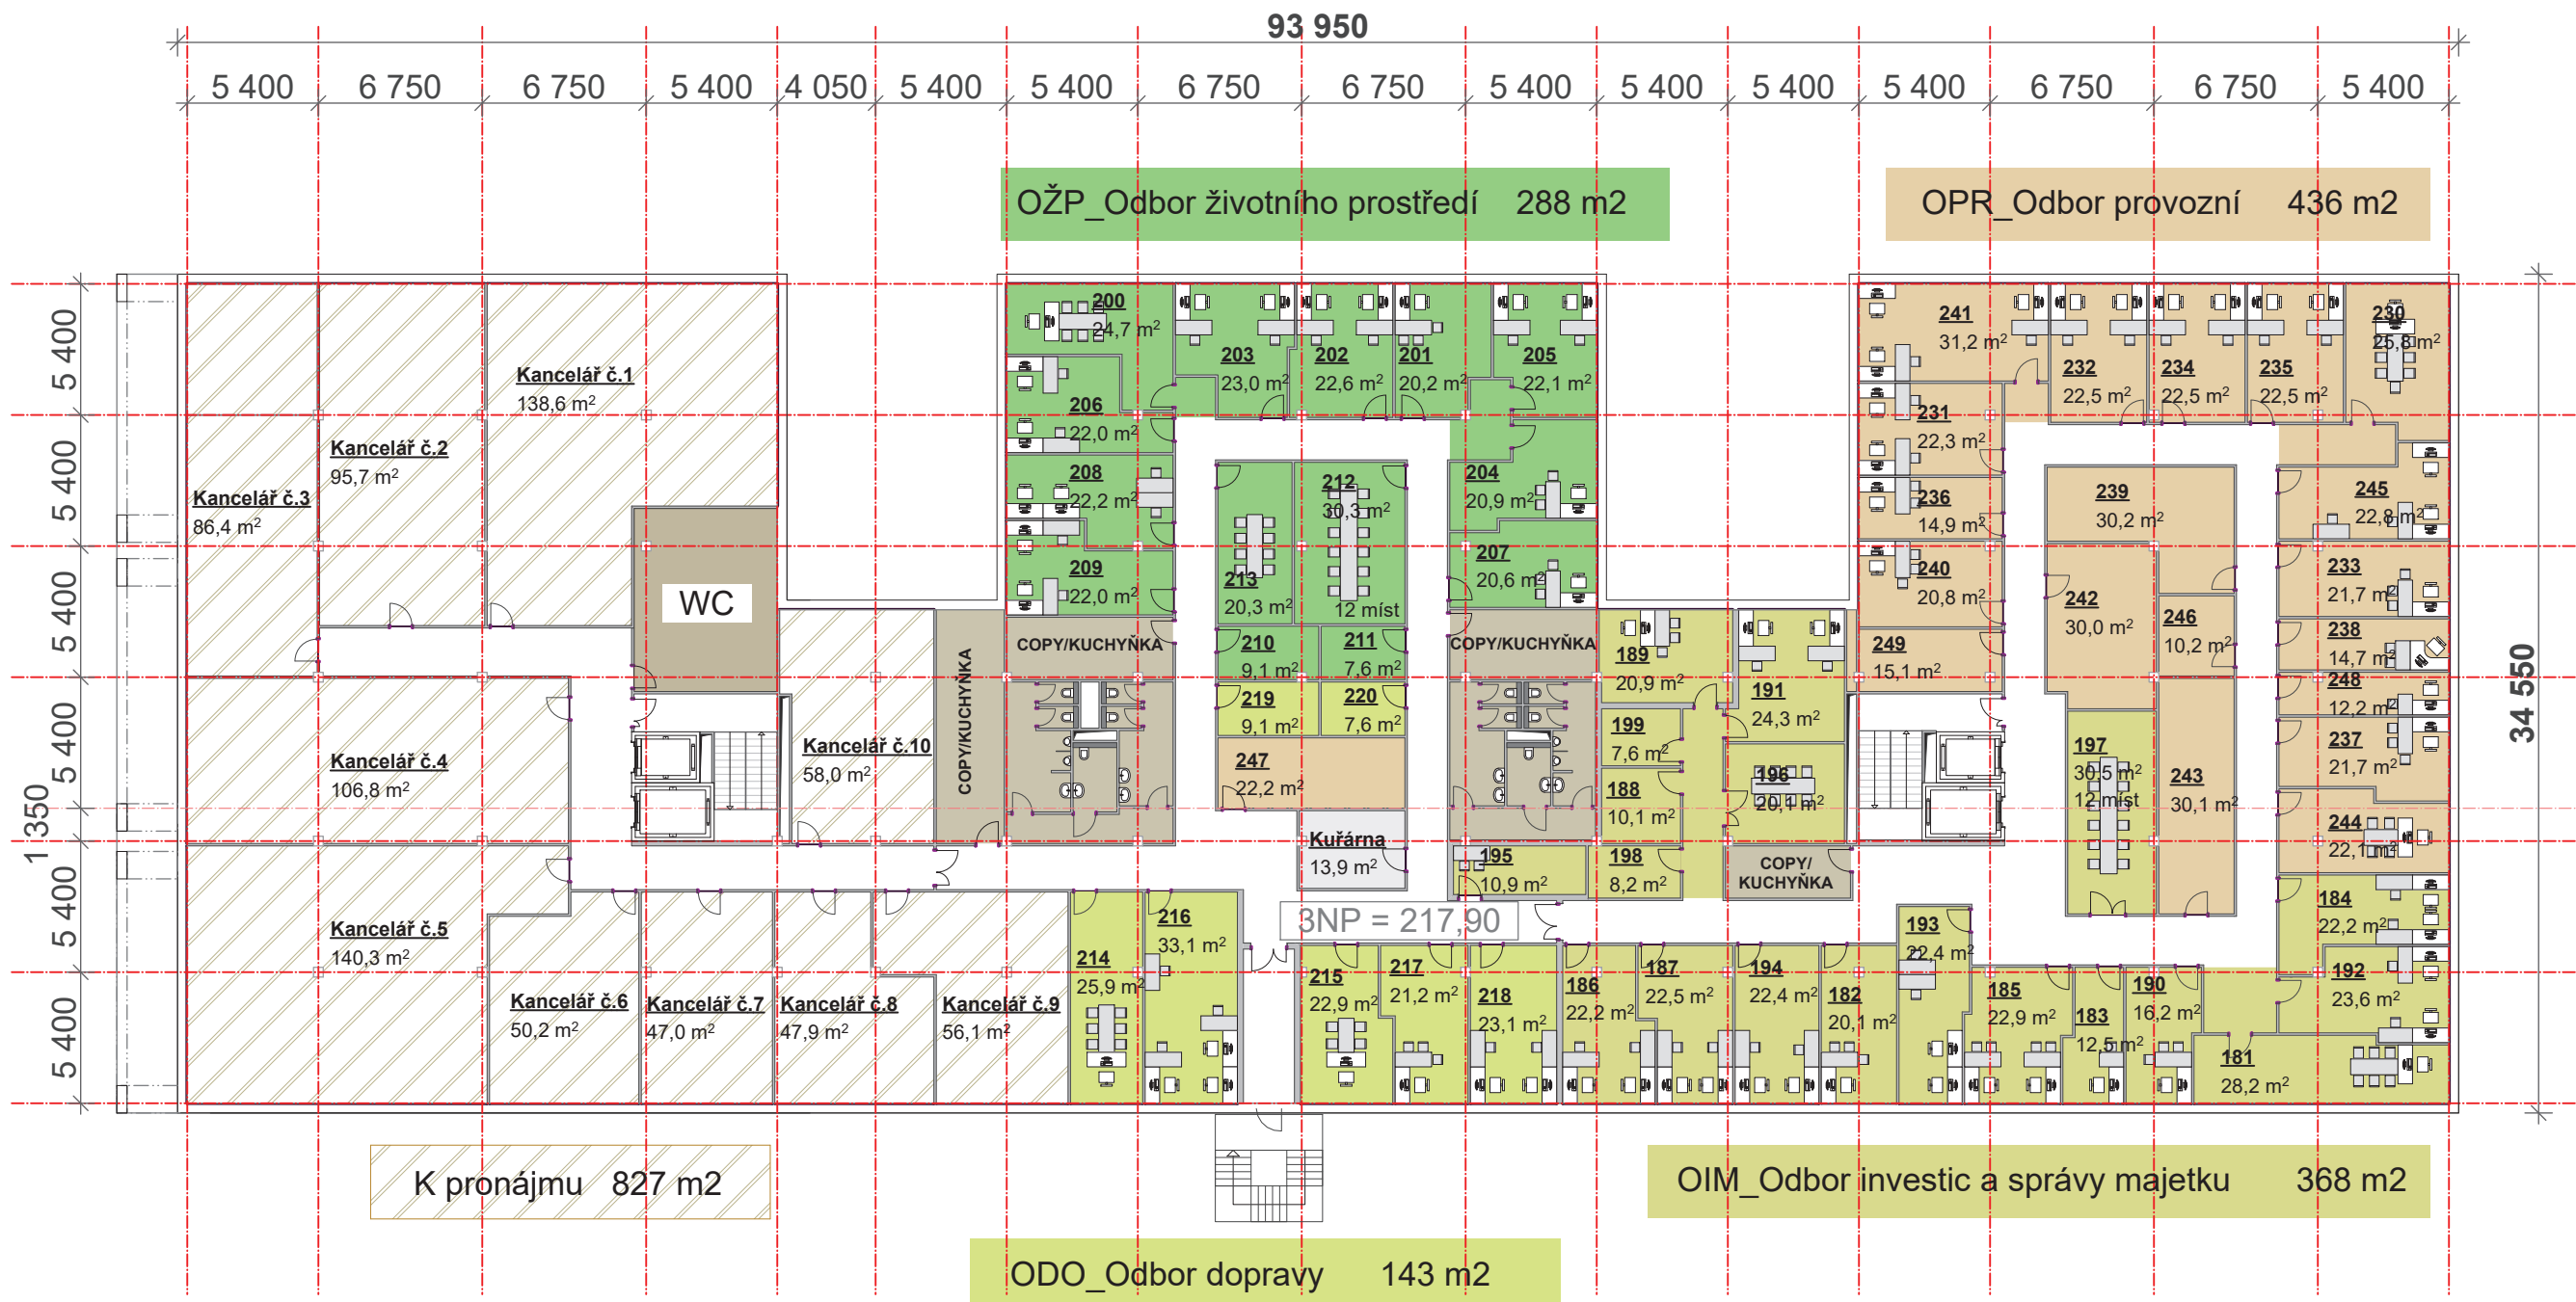 93 950
5 400 6 750 6 750 5 400 4 050 5 400 5 400 6 750 6 750 5 400 5 400 5 400 5 400 6 750 6 750 5 400
OŽP_Odbor životního prostředí 288 m2
OPR_Odbor provozní 436 m2
5 400
5 400
5 400
5 400
1350
5 400
5 400
34 550
Kancelář č.1
138,6 m²
Kancelář č.2
95,7 m²
Kancelář č.3
86,4 m²
WC
Kancelář č.4
106,8 m²
Kancelář č.5
140,3 m²
Kancelář č.6
50,2 m²
Kancelář č.7
47,0 m²
Kancelář č.8
47,9 m²
Kancelář č.9
56,1 m²
Kancelář č.10
58,0 m²
COPY/KUCHYŇKA
200
24,7 m²
203
23,0 m²
202
22,6 m²
201
20,2 m²
205
22,1 m²
206
22,0 m²
208
22,2 m²
209
22,0 m²
COPY/KUCHYŇKA
213
20,3 m²
212
30,3 m²
12 míst
204
20,9 m²
207
20,6 m²
COPY/KUCHYŇKA
210
9,1 m²
211
7,6 m²
219
9,1 m²
220
7,6 m²
247
22,2 m²
Kuřárna
13,9 m²
3NP = 217,90
189
20,9 m²
191
24,3 m²
199
7,6 m²
188
10,1 m²
196
20,1 m²
195
10,9 m²
198
8,2 m²
COPY/
KUCHYŇKA
241
31,2 m²
232
22,5 m²
234
22,5 m²
235
22,5 m²
230
25,8 m²
231
22,3 m²
236
14,9 m²
240
20,8 m²
249
15,1 m²
239
30,2 m²
242
30,0 m²
246
10,2 m²
197
30,5 m²
12 míst
243
30,1 m²
245
22,8 m²
233
21,7 m²
238
14,7 m²
248
12,2 m²
237
21,7 m²
244
22,1 m²
184
22,2 m²
192
23,6 m²
214
25,9 m²
216
33,1 m²
215
22,9 m²
217
21,2 m²
218
23,1 m²
186
22,2 m²
187
22,5 m²
194
22,4 m²
182
20,1 m²
193
22,4 m²
185
22,9 m²
183
12,5 m²
190
16,2 m²
181
28,2 m²
K pronájmu 827 m2
OIM_Odbor investic a správy majetku 368 m2
ODO_Odbor dopravy 143 m2